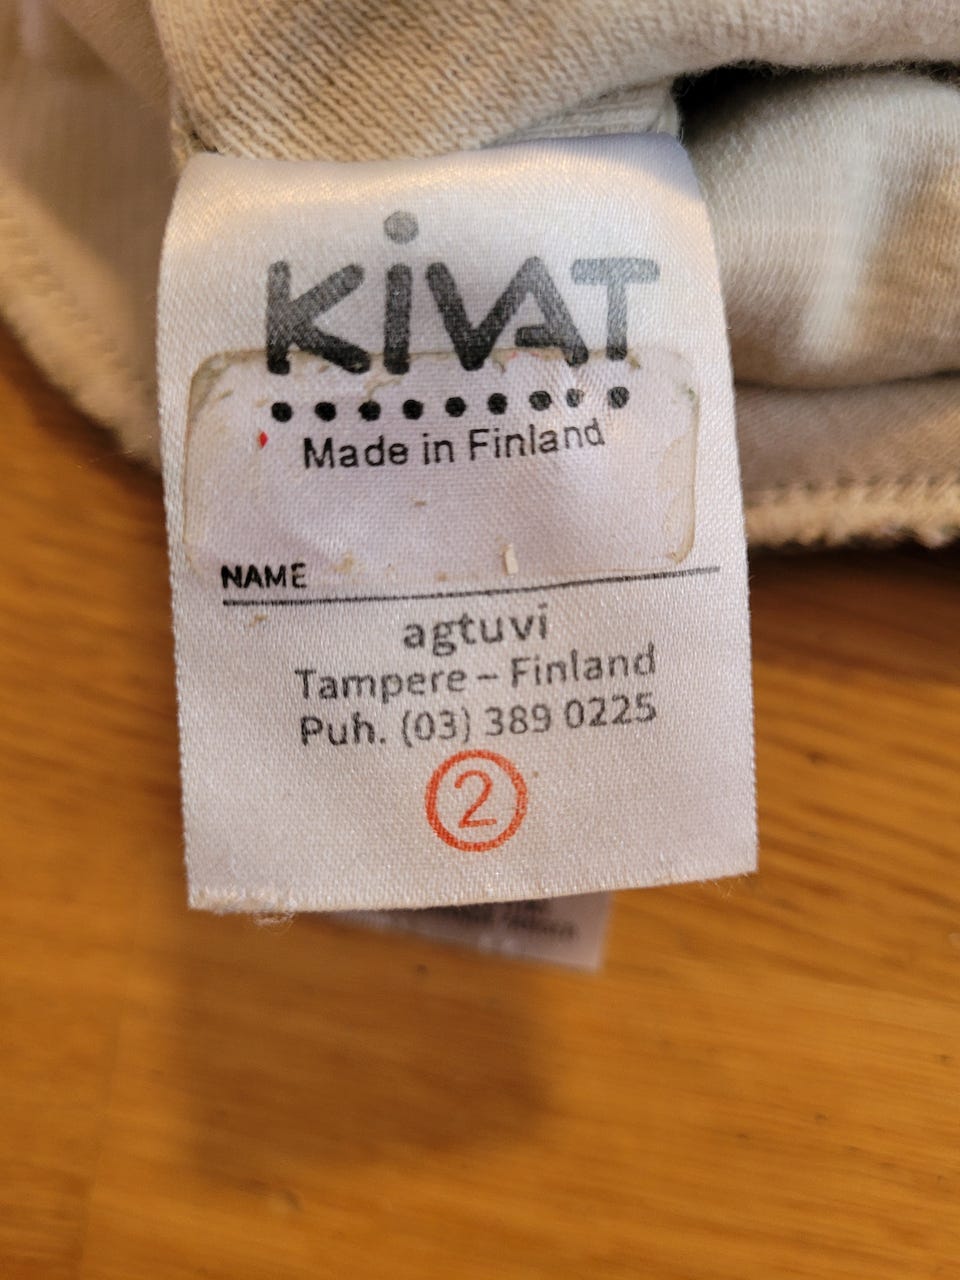 KiVAT
Made in Finland
NAME
agtuvi
Tampere – Finland
Puh. (03) 389 0225
2